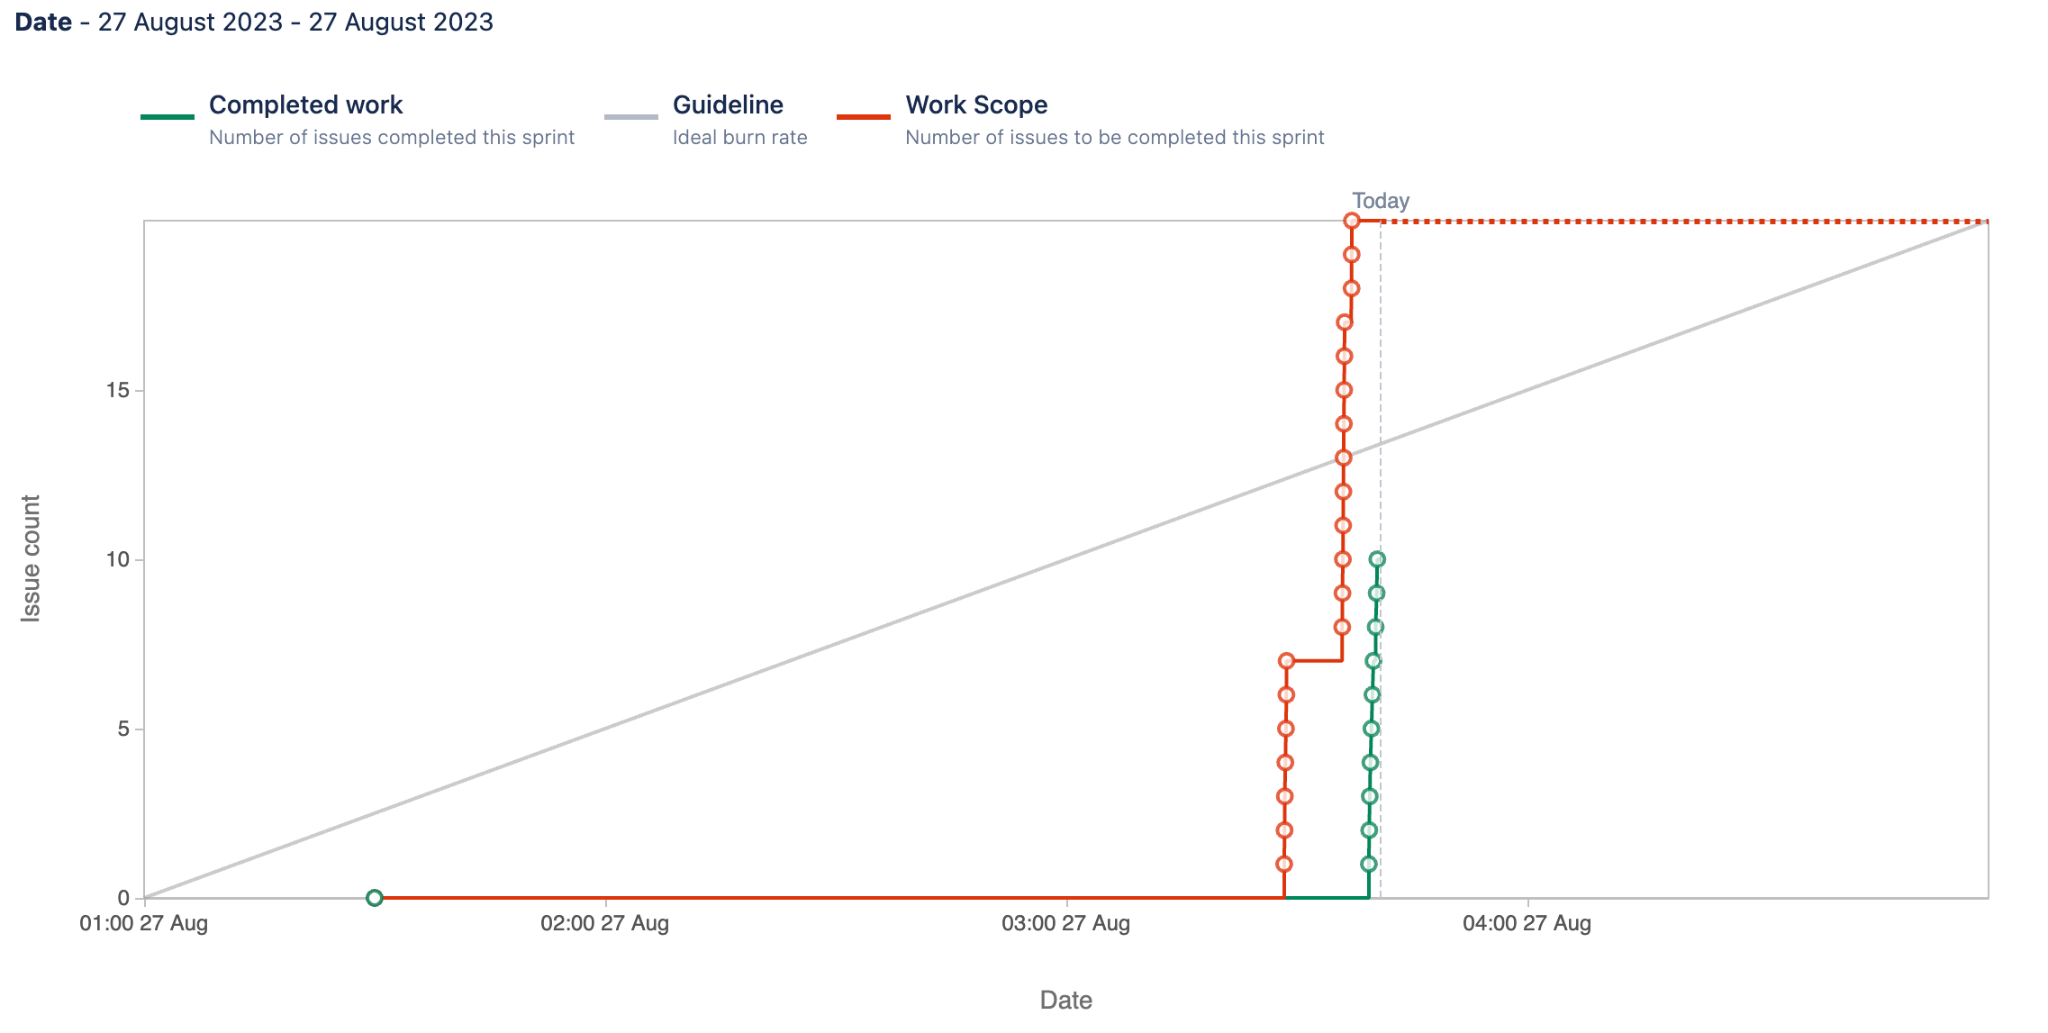 Date - 27 August 2023 - 27 August 2023
Completed work
Number of issues completed this sprint
Guideline
Ideal burn rate
Work Scope
Number of issues to be completed this sprint
Today
15
10
5
0
Issue count
01:00 27 Aug
02:00 27 Aug
03:00 27 Aug
04:00 27 Aug
Date